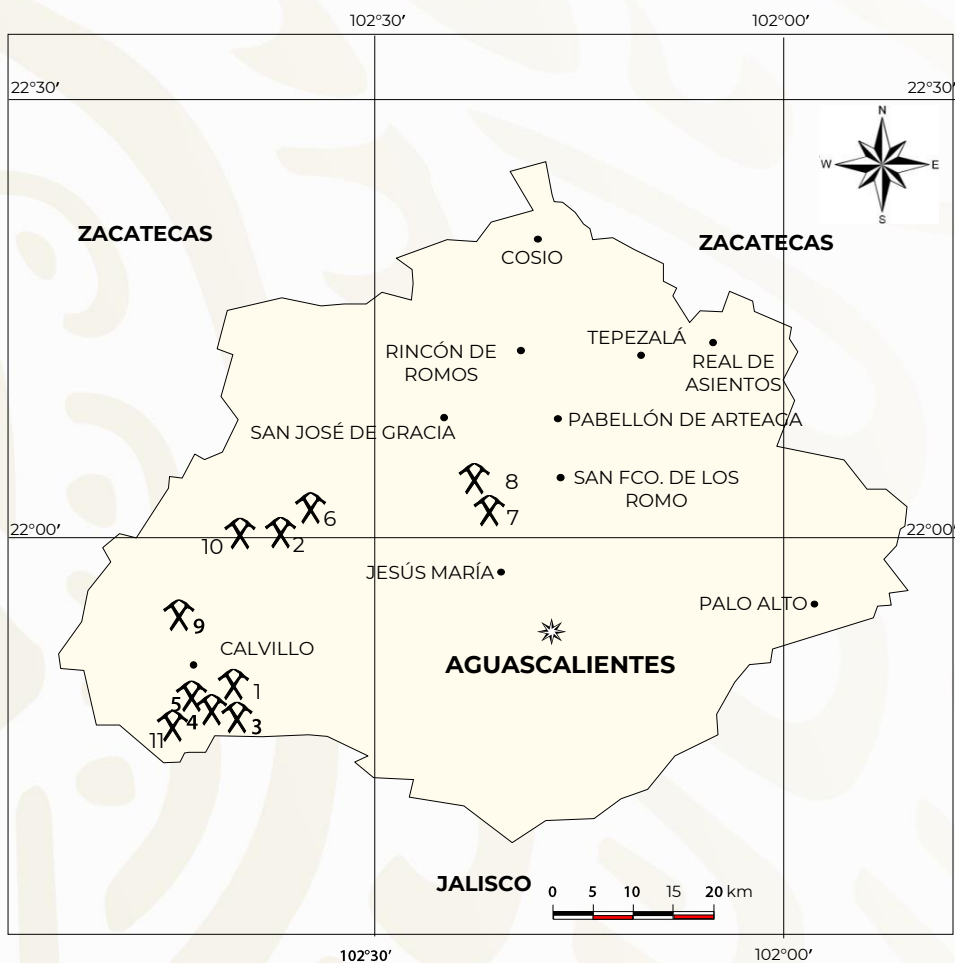 102°30′
102°00′
22°30′
22°30′
N
W
E
S
ZACATECAS
ZACATECAS
COSIO
TEPEZALÁ
RINCÓN DE
ROMOS
REAL DE
ASIENTOS
PABELLÓN DE ARTEAGA
SAN JOSÉ DE GRACIA
8
SAN FCO. DE LOS
ROMO
6
7
22°00′
22°00′
10
2
JESÚS MARÍA
PALO ALTO
9
CALVILLO
AGUASCALIENTES
1
5
4
3
11
JALISCO
0 5 10 15 20 km
102°30′
102°00′